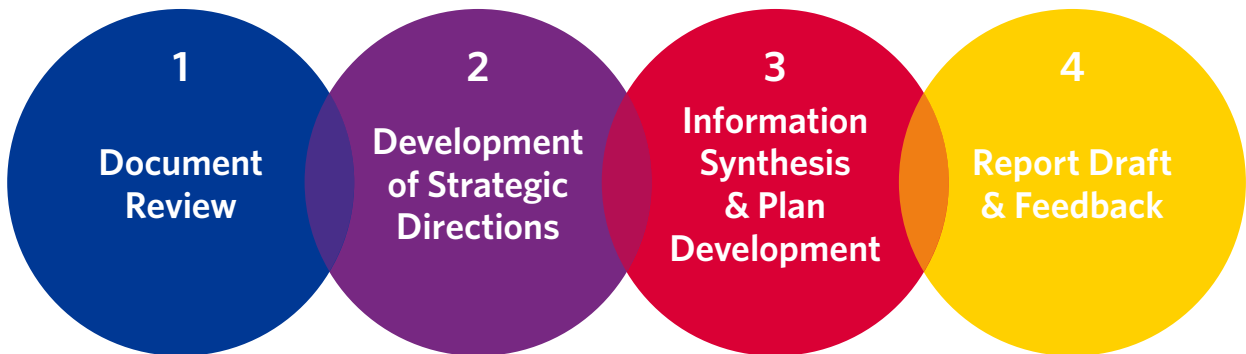 1
Document
Review
2
Development
of Strategic
Directions
3
Information
Synthesis
& Plan
Development
4
Report Draft
& Feedback